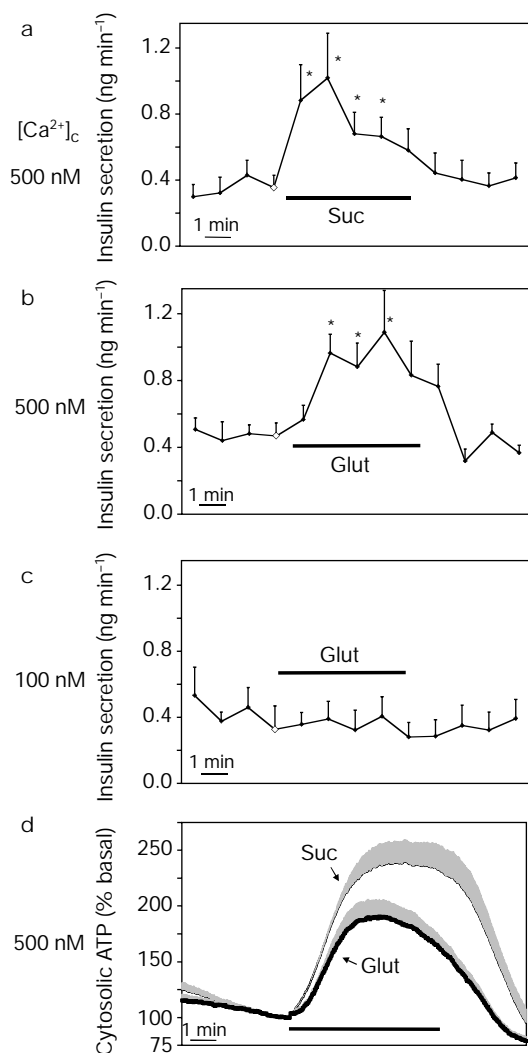 a
Insulin secretion (ng min⁻¹)
1.2
0.8
0.4
0.0
[Ca²⁺]c
500 nM
*
*
*
*
Suc
1 min
b
Insulin secretion (ng min⁻¹)
1.2
0.8
0.4
0.0
500 nM
*
*
*
Glut
1 min
c
Insulin secretion (ng min⁻¹)
1.2
0.8
0.4
0.0
100 nM
Glut
1 min
d
Cytosolic ATP (% basal)
250
200
150
100
75
500 nM
Suc
Glut
1 min